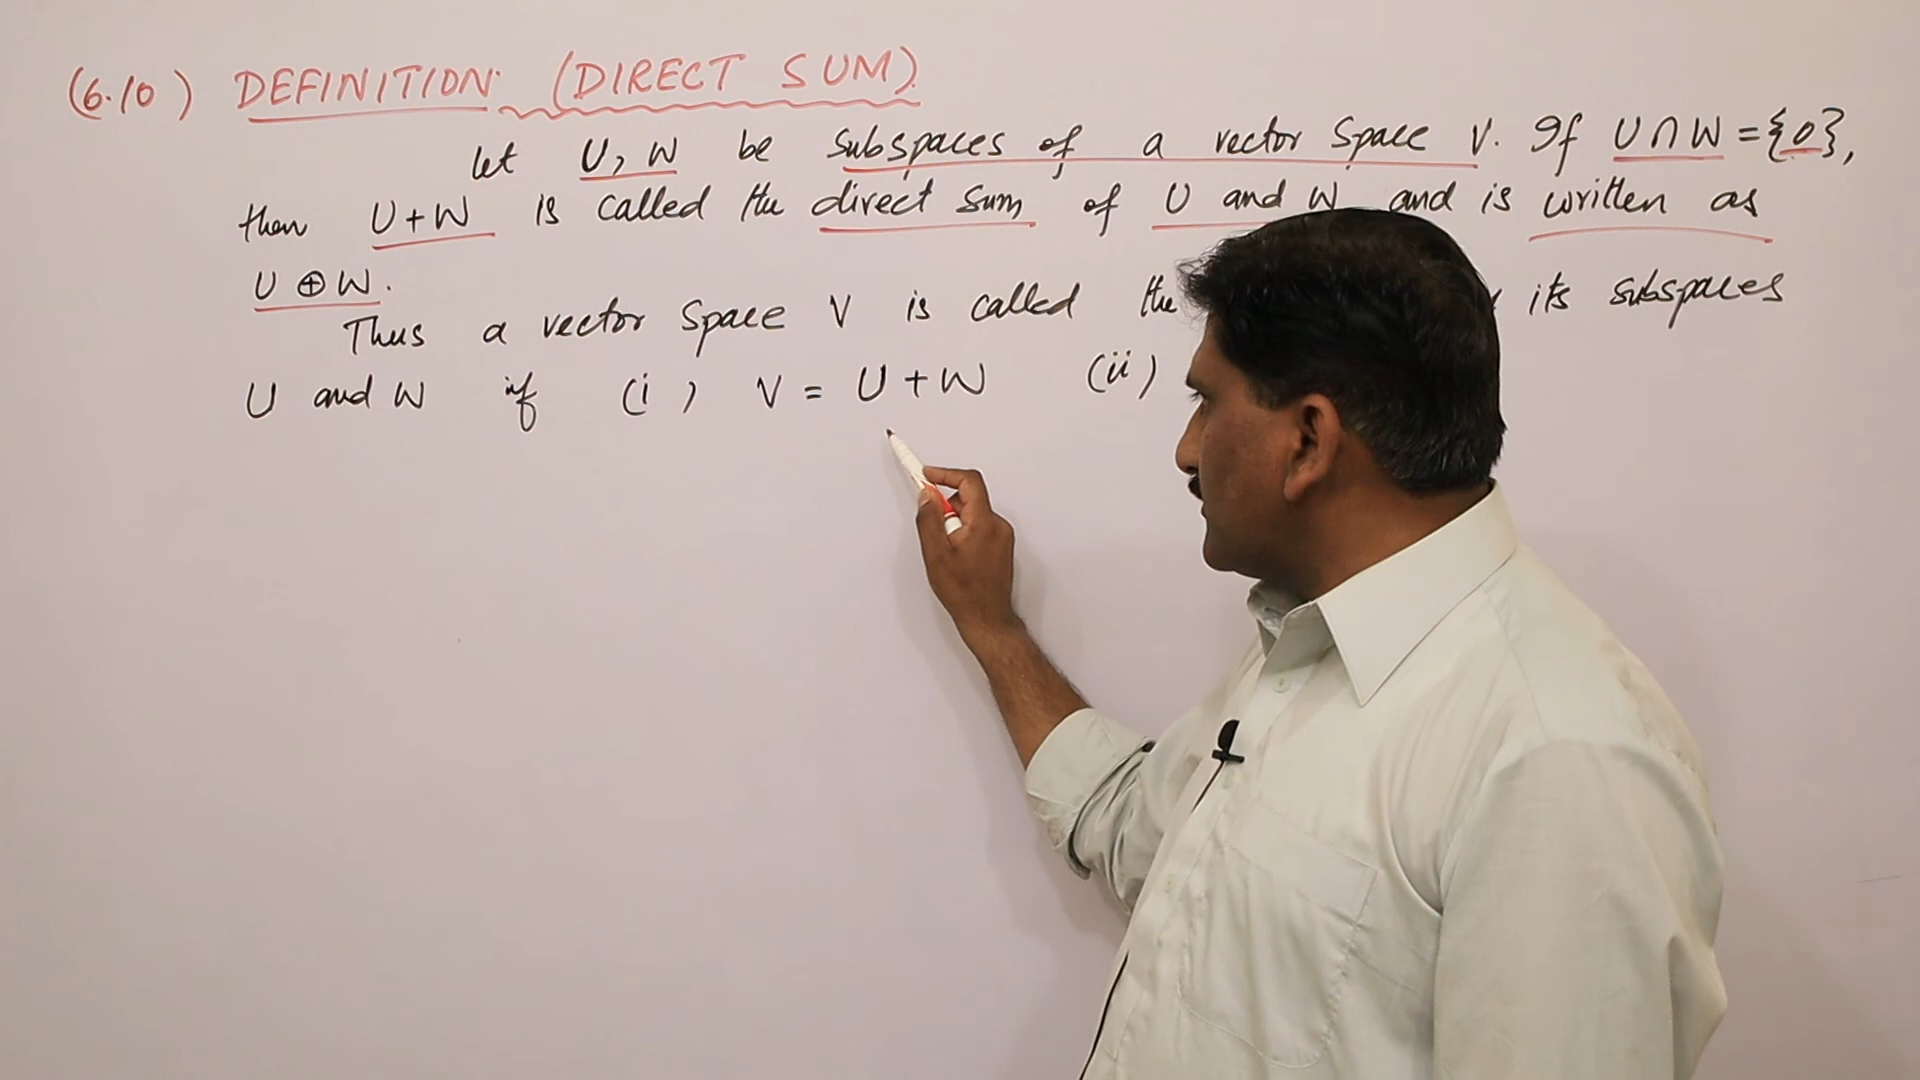 (6.10) DEFINITION (DIRECT SUM)
Let U, W be subspaces of a vector space V. If U ∩ W = {0},
then U+W is called the direct sum of U and W and is written as
U ⊕ W.
Thus a vector space V is called the its subspaces
U and W if (i) V = U + W (ii)